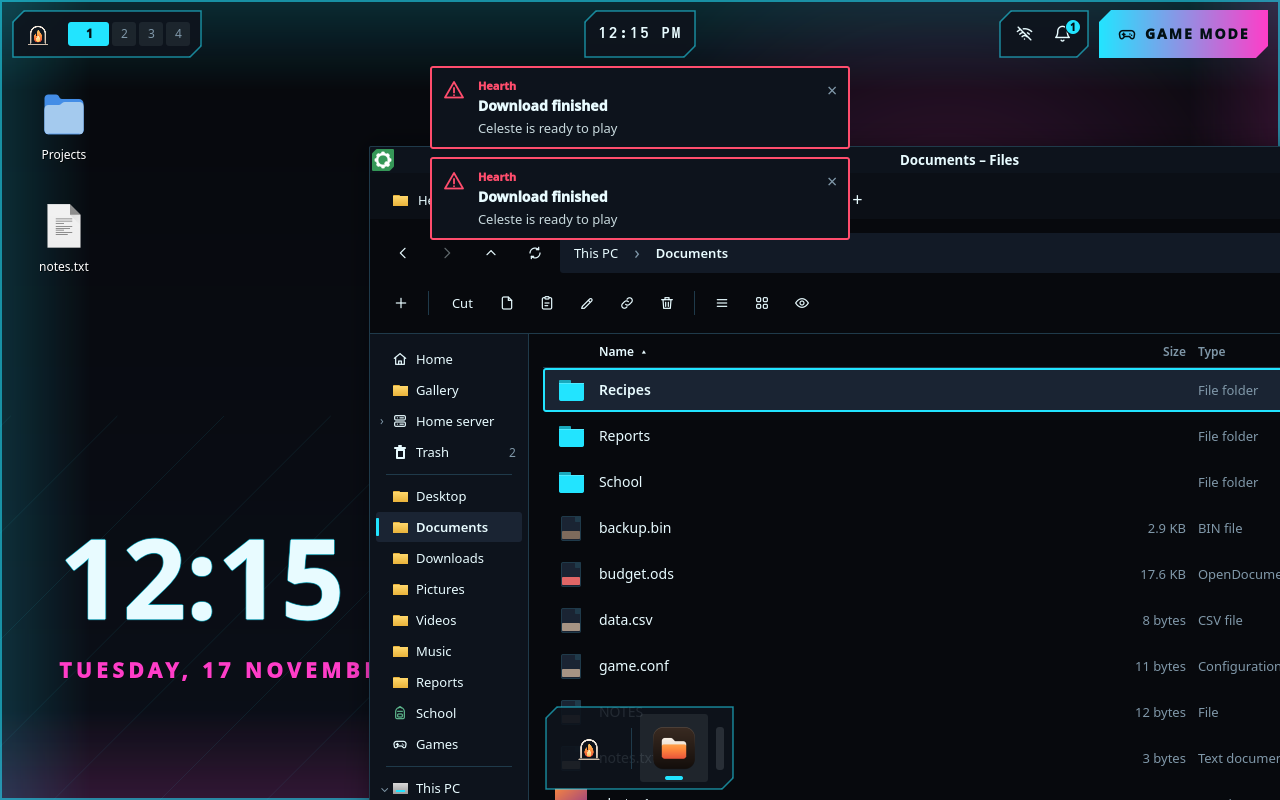 1 2 3 4
12:15 PM
1
GAME MODE
Hearth
Download finished
Celeste is ready to play
Hearth
Download finished
Celeste is ready to play
Projects
notes.txt
Documents – Files
This PC › Documents
Cut
Home
Gallery
Home server
Trash 2
Desktop
Documents
Downloads
Pictures
Videos
Music
Reports
School
Games
This PC
Name Size Type
Recipes File folder
Reports File folder
School File folder
backup.bin 2.9 KB BIN file
budget.ods 17.6 KB OpenDocume
data.csv 8 bytes CSV file
game.conf 11 bytes Configuration
NOTES 12 bytes File
notes.tx 3 bytes Text documen
12:15
TUESDAY, 17 NOVEMB